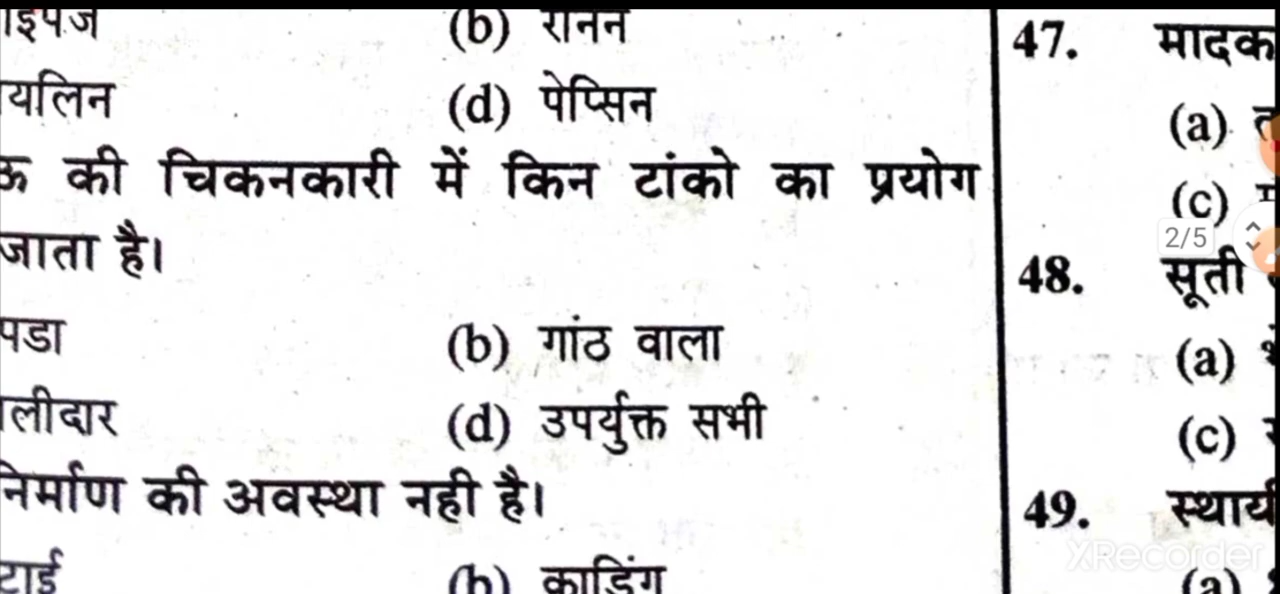 (b) रेनिन
यलिन (d) पेप्सिन
ऊ की चिकनकारी में किन टांको का प्रयोग
जाता है।
पडा (b) गांठ वाला
लीदार (d) उपर्युक्त सभी
निर्माण की अवस्था नही है।
टाई (b) कार्डिंग
47. मादक
(a)
(c)
2/5
48. सूती
(a)
(c)
49. स्थायी
(a)
XRecorder